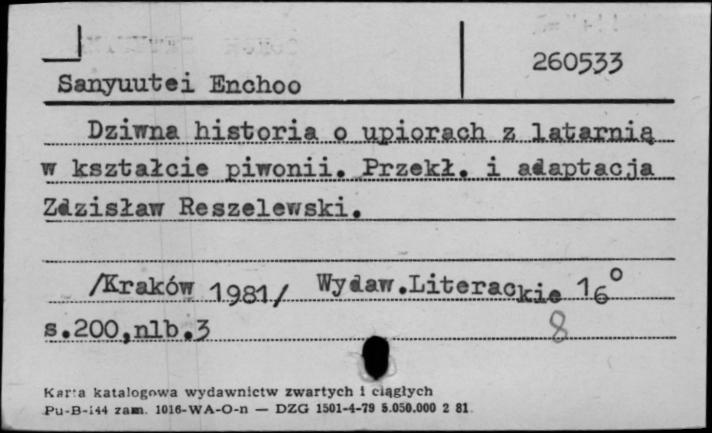 260533
Sanyuutei Enchoo
Dziwna historia o upiorach z latarnią
w kształcie piwonii. Przekł. i adaptacja
Zdzisław Reszelewski.
/Kraków 1981/ Wydaw.Literackie 16°
s.200,nlb.3 8
Karta katalogowa wydawnictw zwartych i ciągłych
Pu-B-144 zam. 1016-WA-O-n — DZG 1501-4-79 5.050.000 2 81